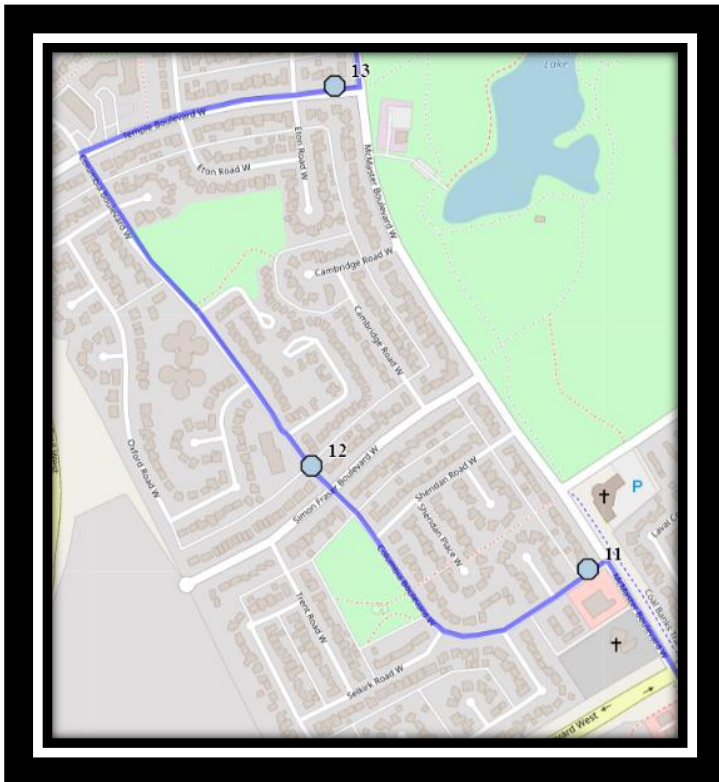 13
Lake
Temple Boulevard W
Eton Road W
Eton Road W
McMaster Boulevard W
Columbia Boulevard W
Cambridge Road W
Cambridge Road W
12
Simon Fraser Boulevard W
Oxford Road W
Sheridan Road W
P
Sheridan Place W
11
Columbia Boulevard W
McMaster Boulevard W
Trent Road W
Selkirk Road W
West